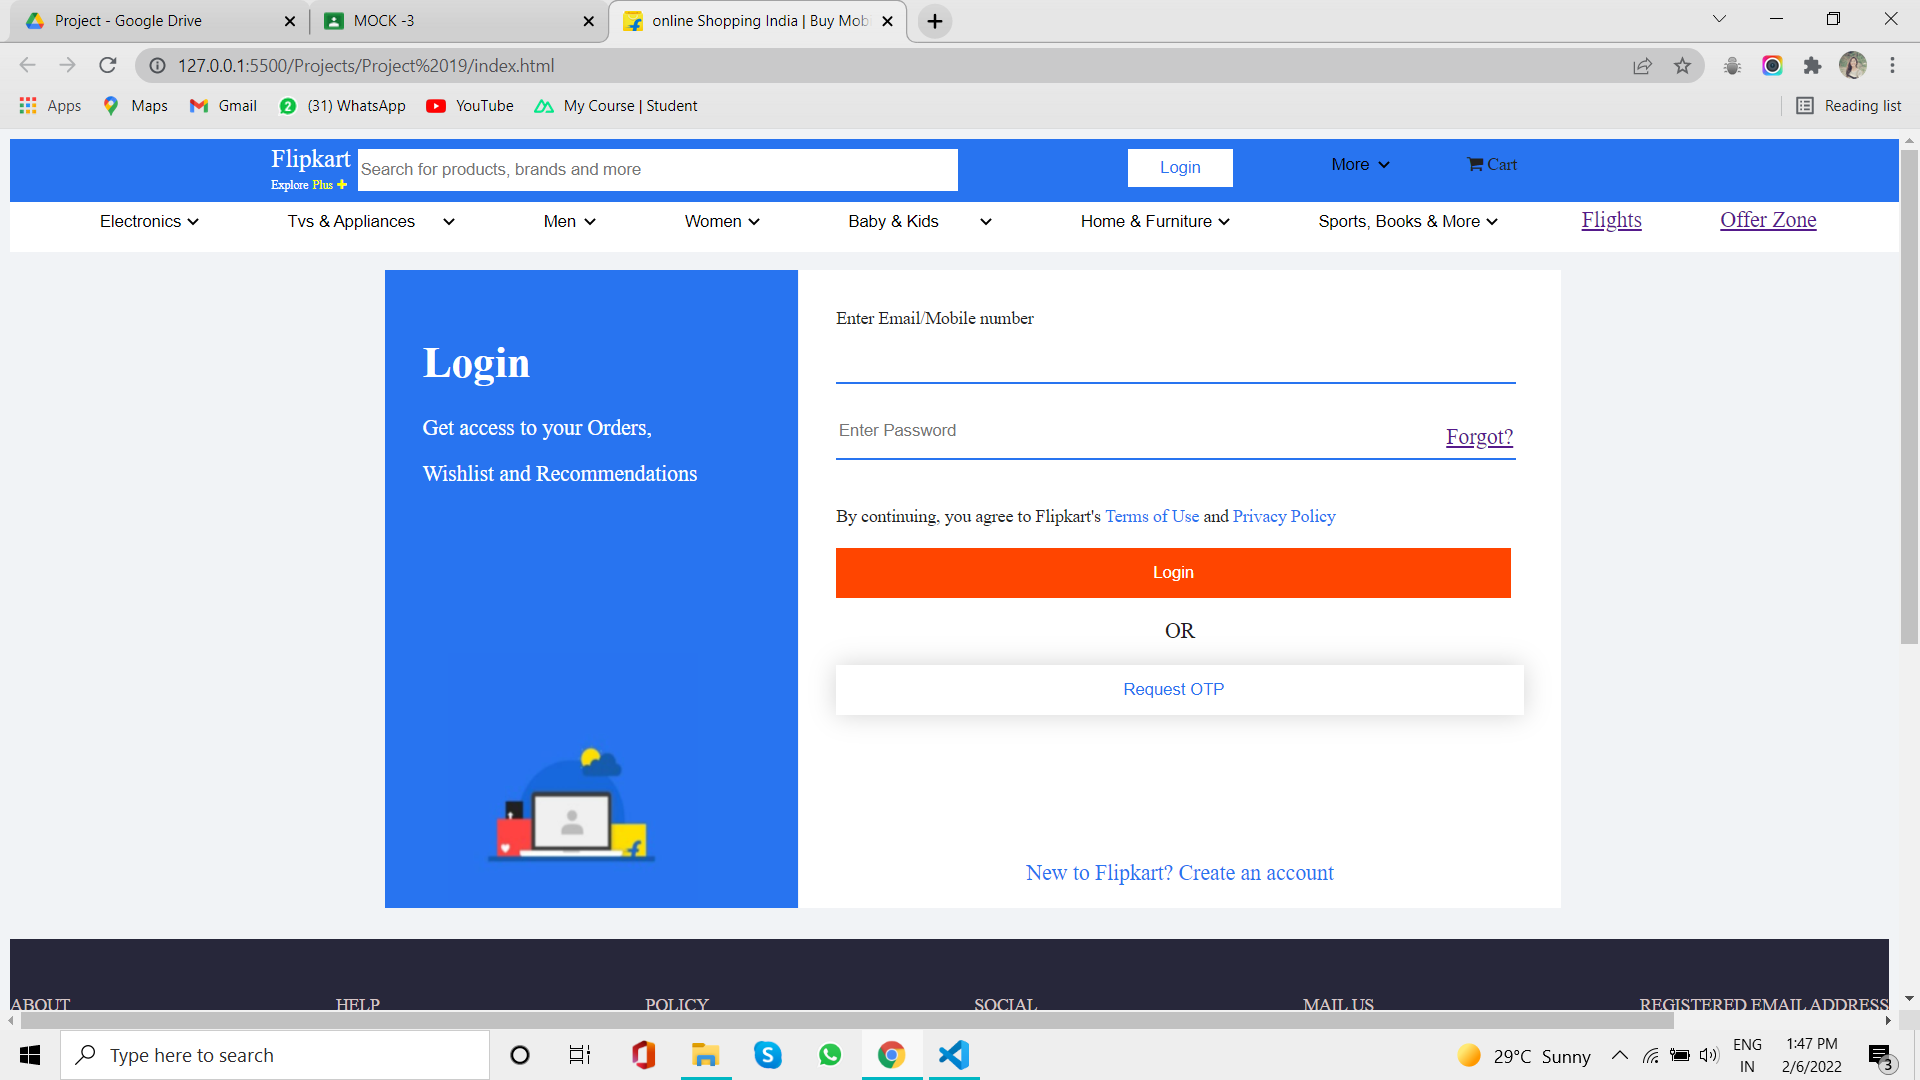 Project - Google Drive
MOCK -3
online Shopping India | Buy Mob
127.0.0.1:5500/Projects/Project%2019/index.html
Apps
Maps
Gmail
(31) WhatsApp
YouTube
My Course | Student
Reading list
Flipkart
Explore Plus
Search for products, brands and more
Login
More
Cart
Electronics
Tvs & Appliances
Men
Women
Baby & Kids
Home & Furniture
Sports, Books & More
Flights
Offer Zone
Login
Get access to your Orders,
Wishlist and Recommendations
Enter Email/Mobile number
Enter Password
Forgot?
By continuing, you agree to Flipkart's Terms of Use and Privacy Policy
Login
OR
Request OTP
New to Flipkart? Create an account
ABOUT
HELP
POLICY
SOCIAL
MAIL US
REGISTERED EMAIL ADDRESS
Type here to search
29°C Sunny
ENG
IN
1:47 PM
2/6/2022
3